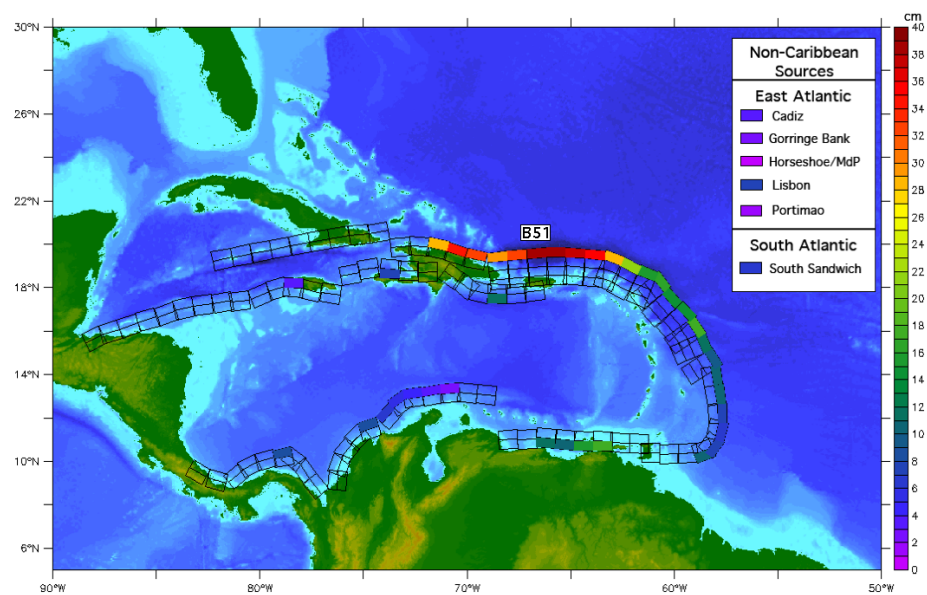 cm
30°N
26°N
22°N
18°N
14°N
10°N
6°N
90°W
80°W
70°W
60°W
50°W
B51
Non-Caribbean
Sources
East Atlantic
Cadiz
Gorringe Bank
Horseshoe/MdP
Lisbon
Portimao
South Atlantic
South Sandwich
40
38
36
34
32
30
28
26
24
22
20
18
16
14
12
10
8
6
4
2
0